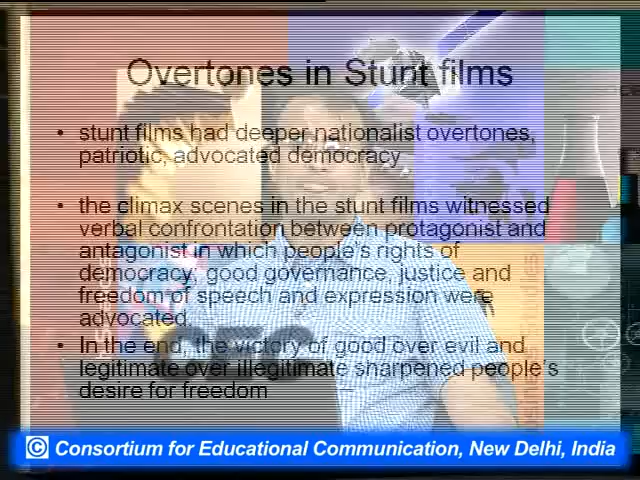 Overtones in Stunt films
• stunt films had deeper nationalist overtones,
patriotic, advocated democracy
• the climax scenes in the stunt films witnessed
verbal confrontation between protagonist and
antagonist in which people's rights of
democracy, good governance, justice and
freedom of speech and expression were
advocated.
• In the end, the victory of good over evil and
legitimate over illegitimate sharpened people's
desire for freedom
© Consortium for Educational Communication, New Delhi, India